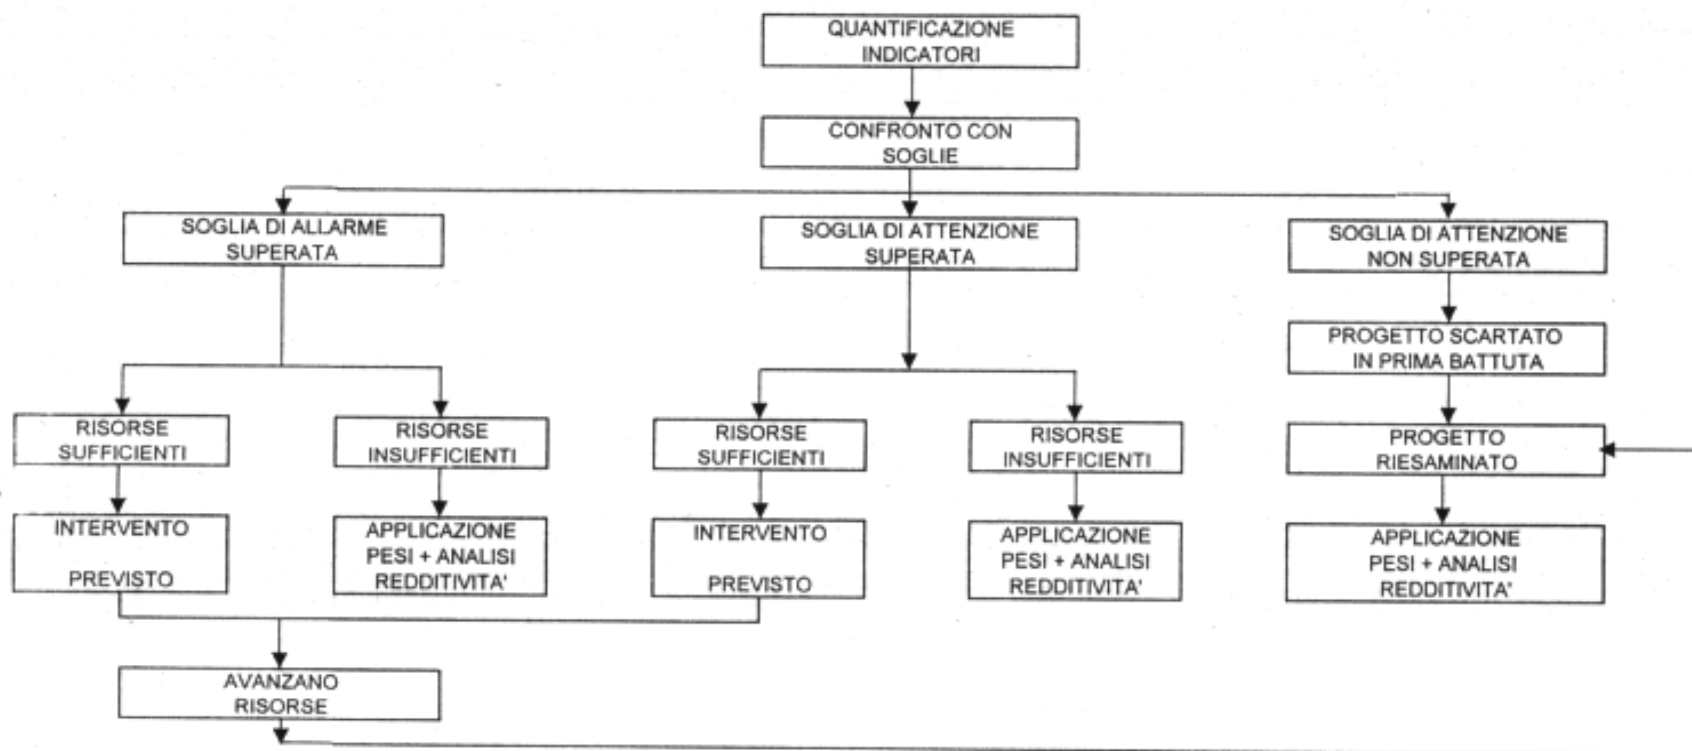 QUANTIFICAZIONE
INDICATORI
CONFRONTO CON
SOGLIE
SOGLIA DI ALLARME
SUPERATA
SOGLIA DI ATTENZIONE
SUPERATA
SOGLIA DI ATTENZIONE
NON SUPERATA
PROGETTO SCARTATO
IN PRIMA BATTUTA
RISORSE
SUFFICIENTI
RISORSE
INSUFFICIENTI
RISORSE
SUFFICIENTI
RISORSE
INSUFFICIENTI
PROGETTO
RIESAMINATO
INTERVENTO
PREVISTO
APPLICAZIONE
PESI + ANALISI
REDDITIVITA'
INTERVENTO
PREVISTO
APPLICAZIONE
PESI + ANALISI
REDDITIVITA'
APPLICAZIONE
PESI + ANALISI
REDDITIVITA'
AVANZANO
RISORSE